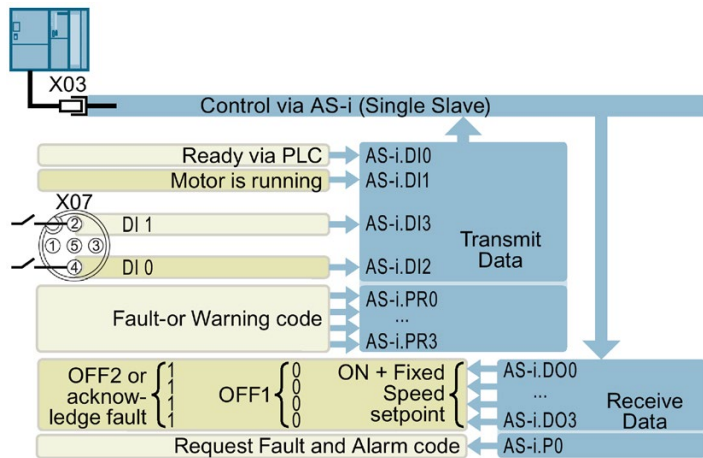 X03
Control via AS-i (Single Slave)
Ready via PLC AS-i.DI0
Motor is running AS-i.DI1
X07
② DI 1 AS-i.DI3
① ⑤ ③
④ DI 0 AS-i.DI2
Transmit
Data
Fault-or Warning code
AS-i.PR0
...
AS-i.PR3
OFF2 or
acknow-
ledge fault
1
1
1
1
OFF1
0
0
0
0
ON + Fixed
Speed
setpoint
AS-i.DO0
...
AS-i.DO3
Receive
Data
Request Fault and Alarm code AS-i.P0